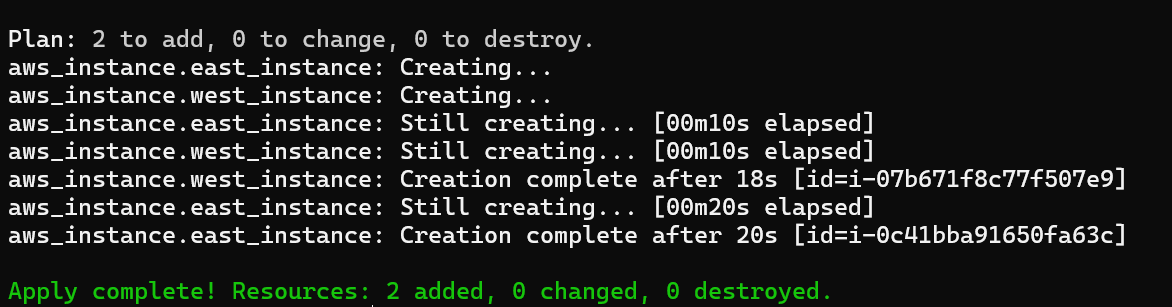 Plan: 2 to add, 0 to change, 0 to destroy.
aws_instance.east_instance: Creating...
aws_instance.west_instance: Creating...
aws_instance.east_instance: Still creating... [00m10s elapsed]
aws_instance.west_instance: Still creating... [00m10s elapsed]
aws_instance.west_instance: Creation complete after 18s [id=i-07b671f8c77f507e9]
aws_instance.east_instance: Still creating... [00m20s elapsed]
aws_instance.east_instance: Creation complete after 20s [id=i-0c41bba91650fa63c]
Apply complete! Resources: 2 added, 0 changed, 0 destroyed.